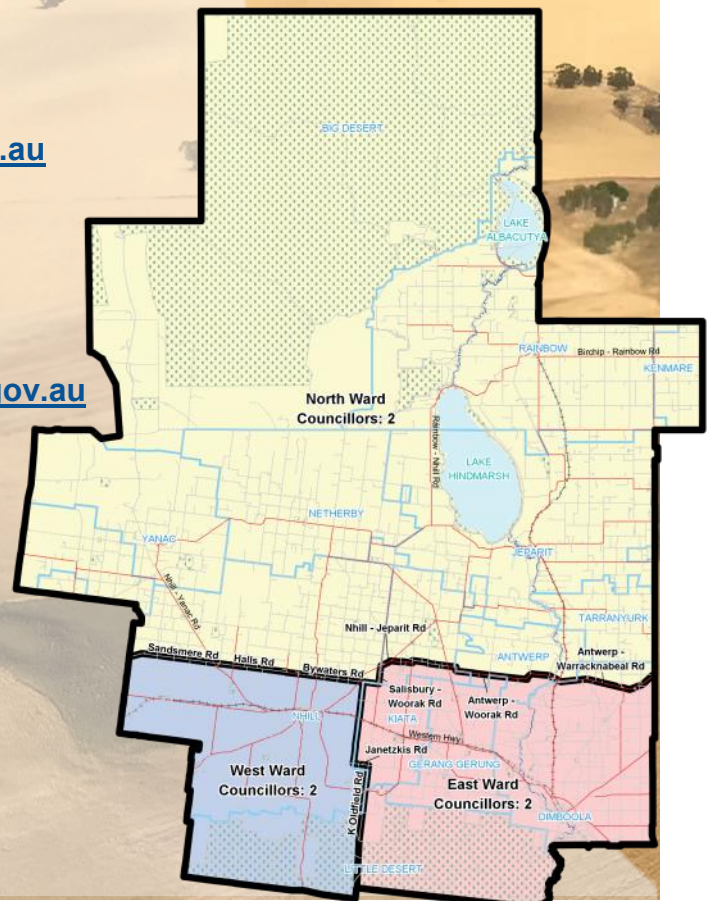 .au
gov.au
BIG DESERT
LAKE
ALBACUTYA
RAINBOW
Birchip - Rainbow Rd
KENMARE
North Ward
Councillors: 2
Rainbow - Nhill Rd
LAKE
HINDMARSH
NETHERBY
YANAC
JEPARIT
Nhill - Yanac Rd
TARRANYURK
Nhill - Jeparit Rd
ANTWERP
Antwerp -
Warracknabeal Rd
Sandsmere Rd
Halls Rd
Bywaters Rd
Salisbury -
Woorak Rd
Antwerp -
Woorak Rd
NHILL
KIATA
Western Hwy
Janetzkis Rd
GERANG GERUNG
West Ward
Councillors: 2
K Oldfield Rd
East Ward
Councillors: 2
DIMBOOLA
LITTLE DESERT